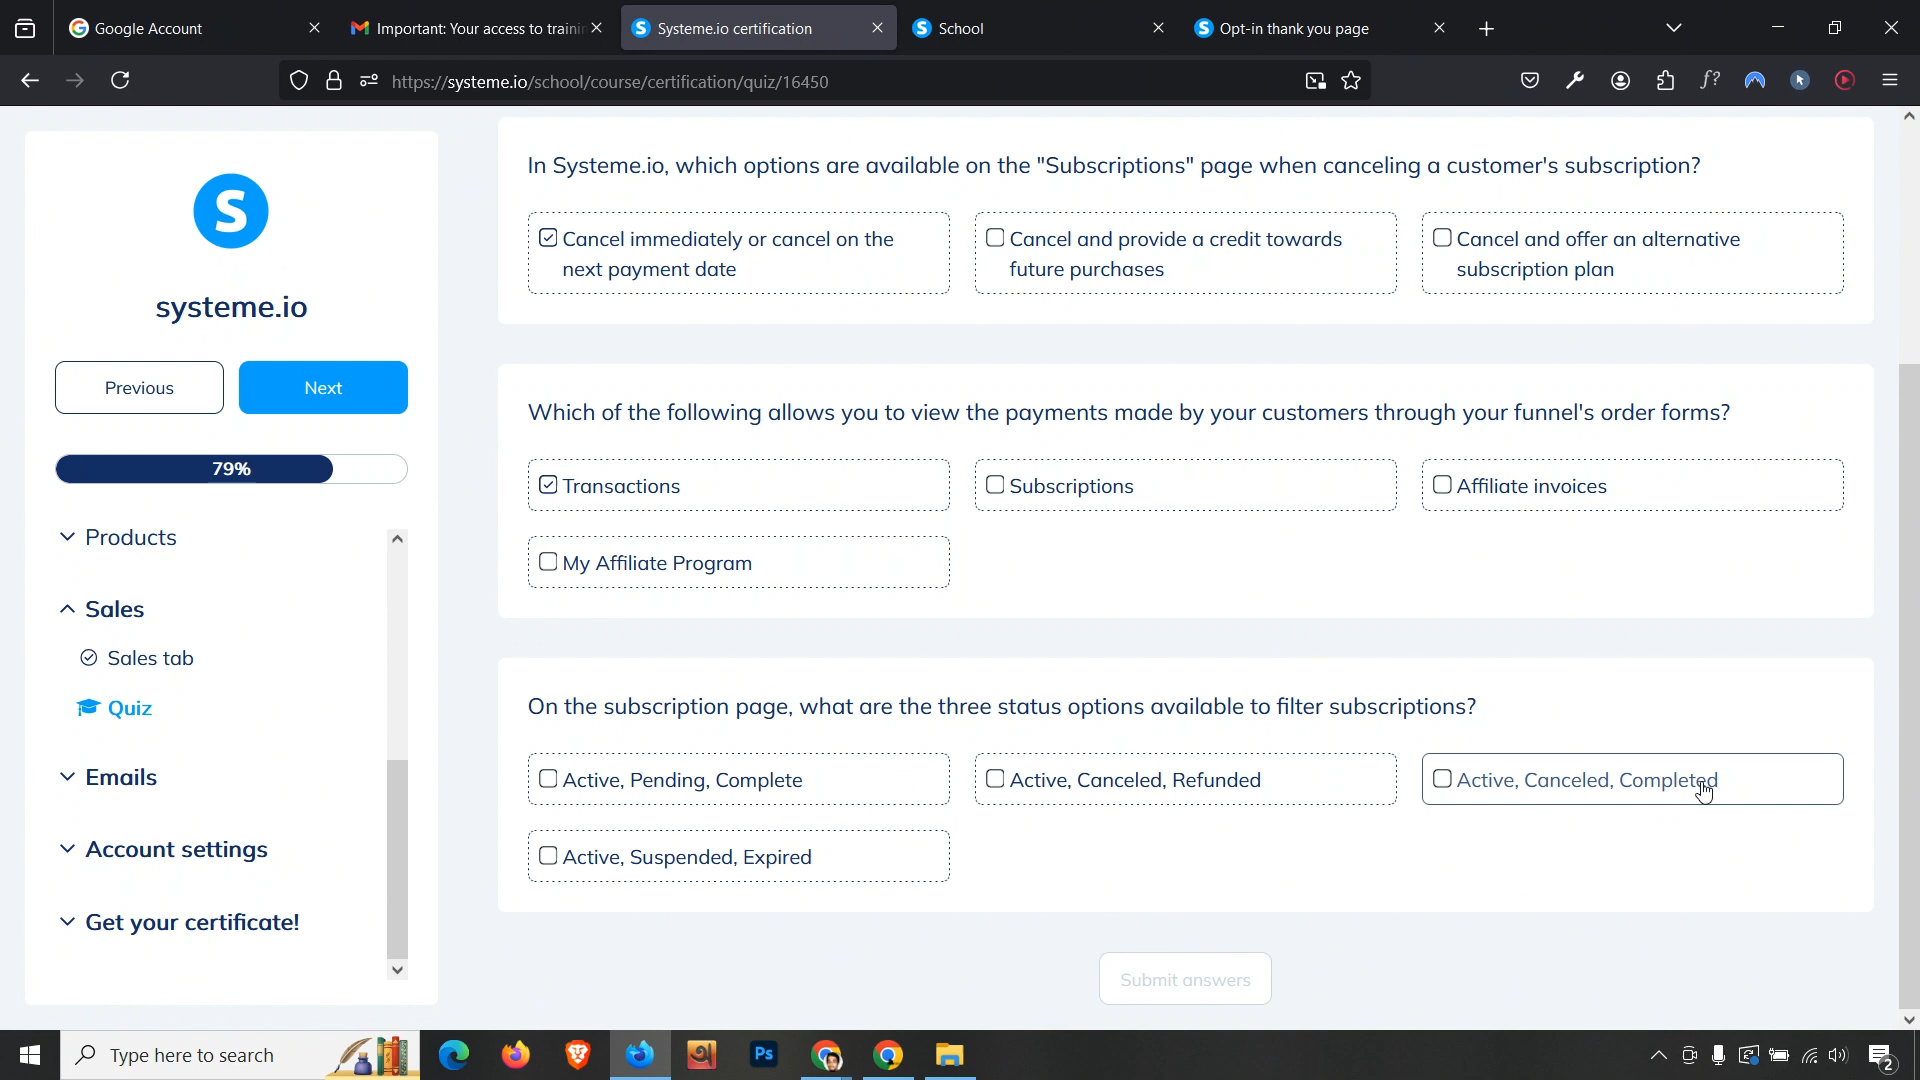 Google Account
Important: Your access to traini
Systeme.io certification
School
Opt-in thank you page
https://systeme.io/school/course/certification/quiz/16450
S
systeme.io
Previous
Next
79%
Products
Sales
Sales tab
Quiz
Emails
Account settings
Get your certificate!
In Systeme.io, which options are available on the "Subscriptions" page when canceling a customer's subscription?
Cancel immediately or cancel on the
next payment date
Cancel and provide a credit towards
future purchases
Cancel and offer an alternative
subscription plan
Which of the following allows you to view the payments made by your customers through your funnel's order forms?
Transactions
Subscriptions
Affiliate invoices
My Affiliate Program
On the subscription page, what are the three status options available to filter subscriptions?
Active, Pending, Complete
Active, Canceled, Refunded
Active, Canceled, Completed
Active, Suspended, Expired
Submit answers
Type here to search
Ps
2